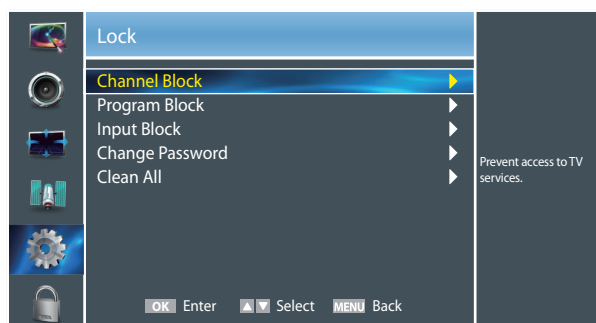 Lock
Channel Block
Program Block
Input Block
Change Password
Clean All
Prevent access to TV
services.
OK Enter ▲▼ Select MENU Back